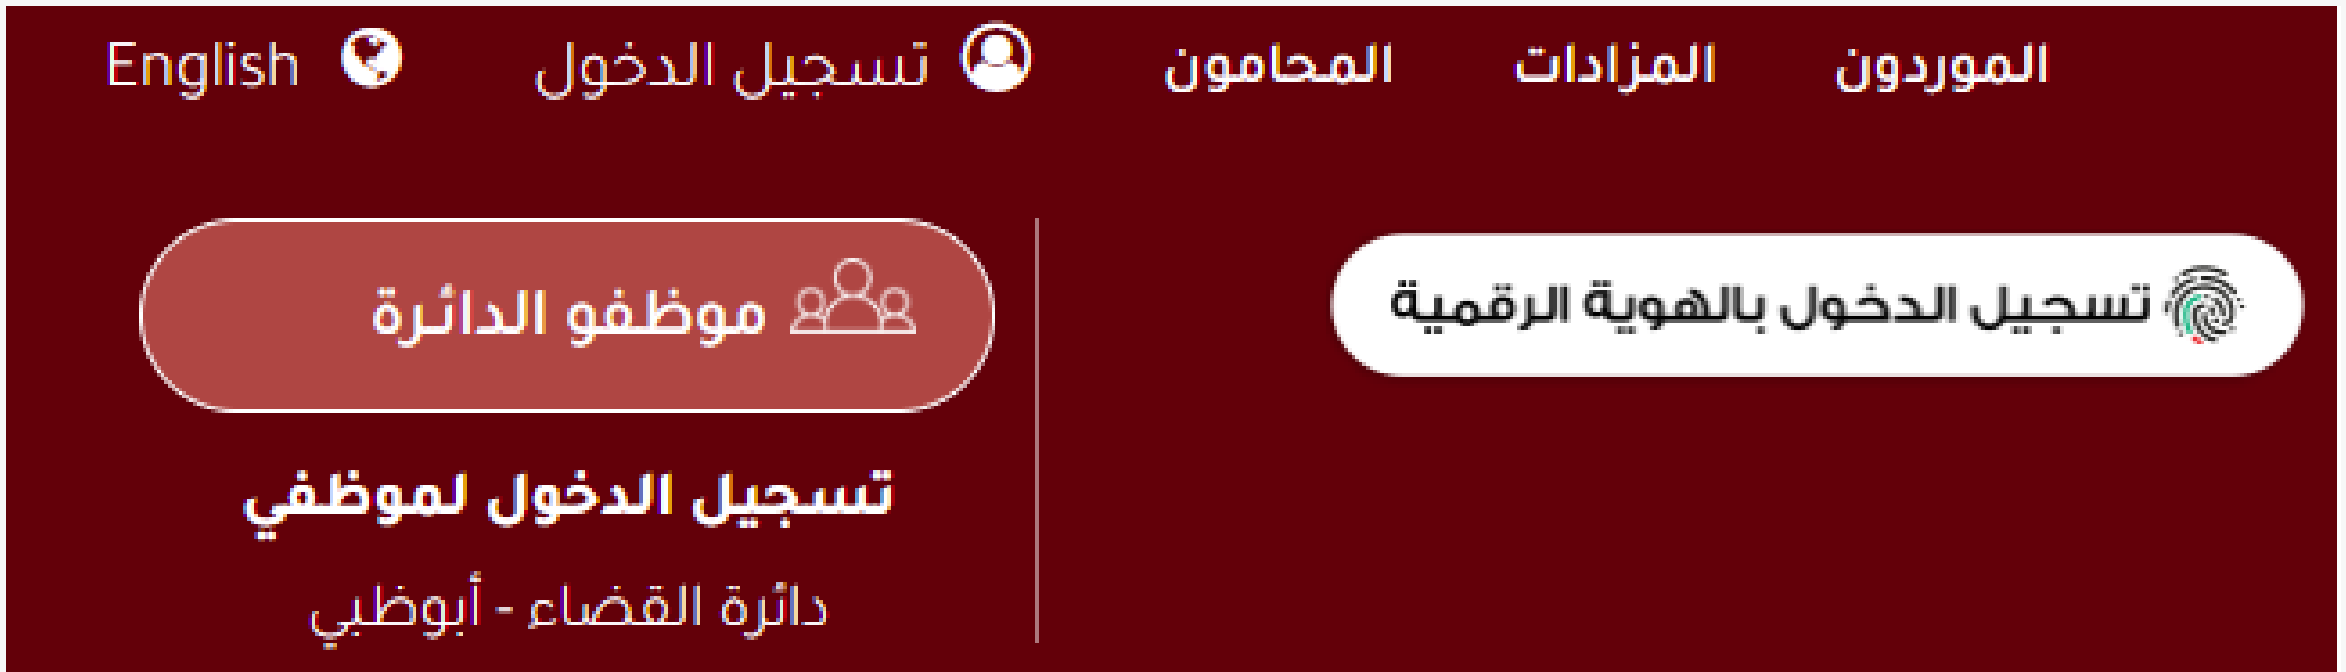 الموردون المزادات المحامون تسجيل الدخول English
تسجيل الدخول بالهوية الرقمية
موظفو الدائرة
تسجيل الدخول لموظفي
دائرة القضاء - أبوظبي